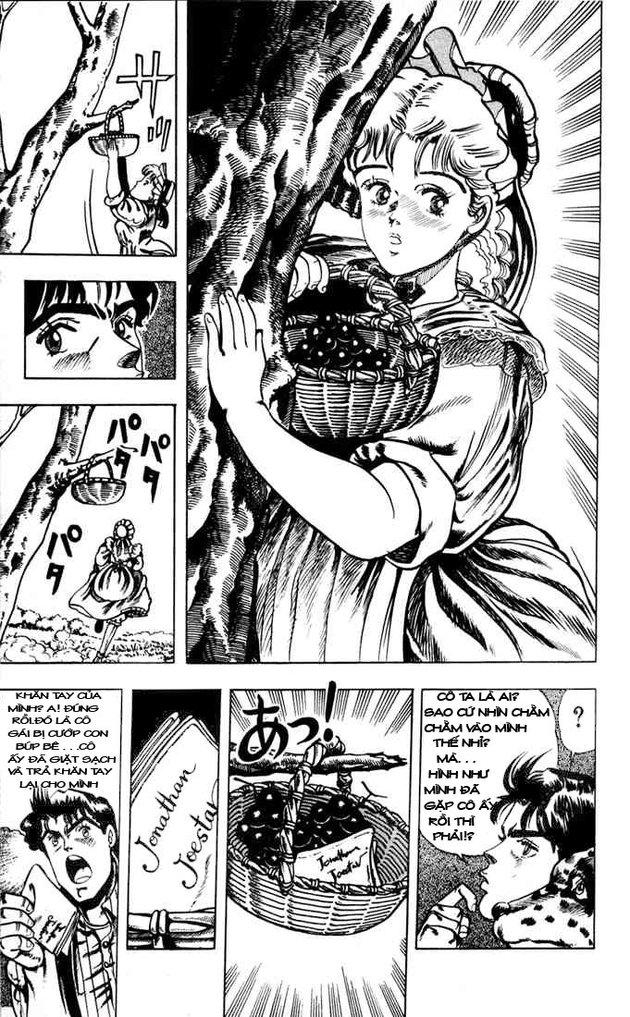 サッ
パタ
パタ
パタ
?
CÔ TA LÀ AI?
SAO CỨ NHÌN CHẰM
CHẰM VÀO MÌNH
THẾ NHỈ?
MÀ. . .
HÌNH NHƯ
MÌNH ĐÃ
GẶP CÔ ẤY
RỒI THÌ
PHẢI!?
あっ!
Jonathan
Joestar
Jonathan
Joestar
KHĂN TAY CỦA
MÌNH? A! ĐÚNG
RỒI.ĐÓ LÀ CÔ
GÁI BỊ CƯỚP CON
BÚP BÊ . . .CÔ
ẤY ĐÃ GIẶT SẠCH
VÀ TRẢ KHĂN TAY
LẠI CHO MÌNH